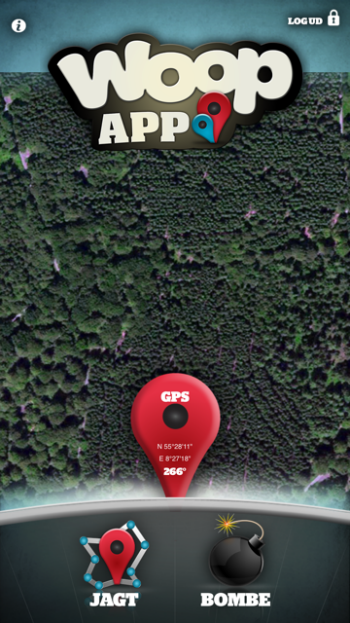 i
LOG UD
Woop
APP
GPS
N 55°28'11"
E 8°27'18"
266°
JAGT
BOMBE